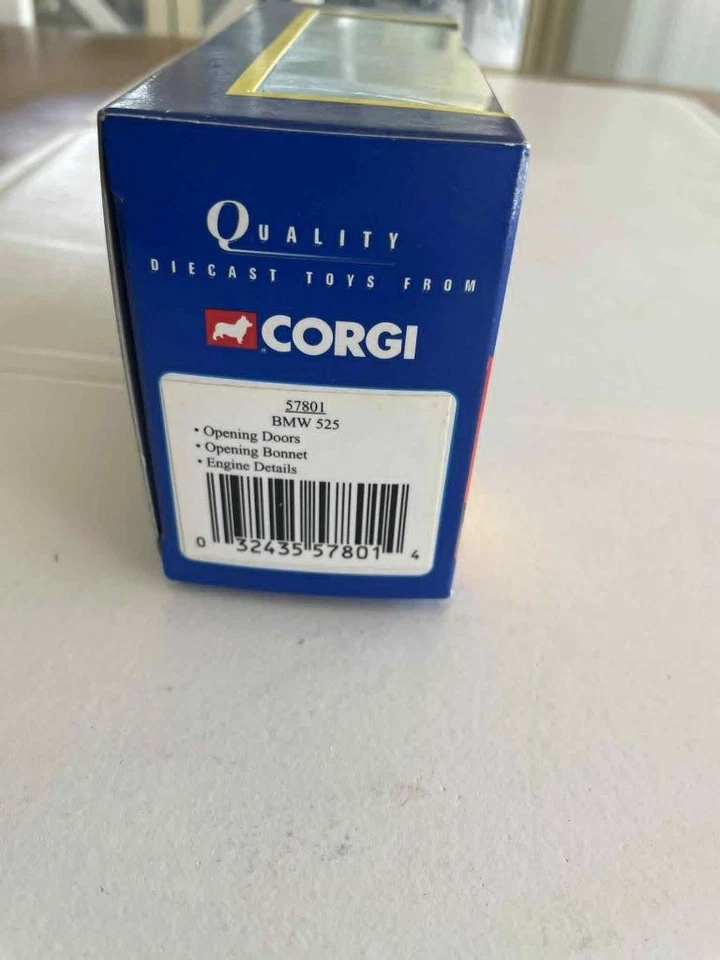 QUALITY
DIECAST TOYS FROM
CORGI
57801
BMW 525
• Opening Doors
• Opening Bonnet
• Engine Details
0 32435 57801 4